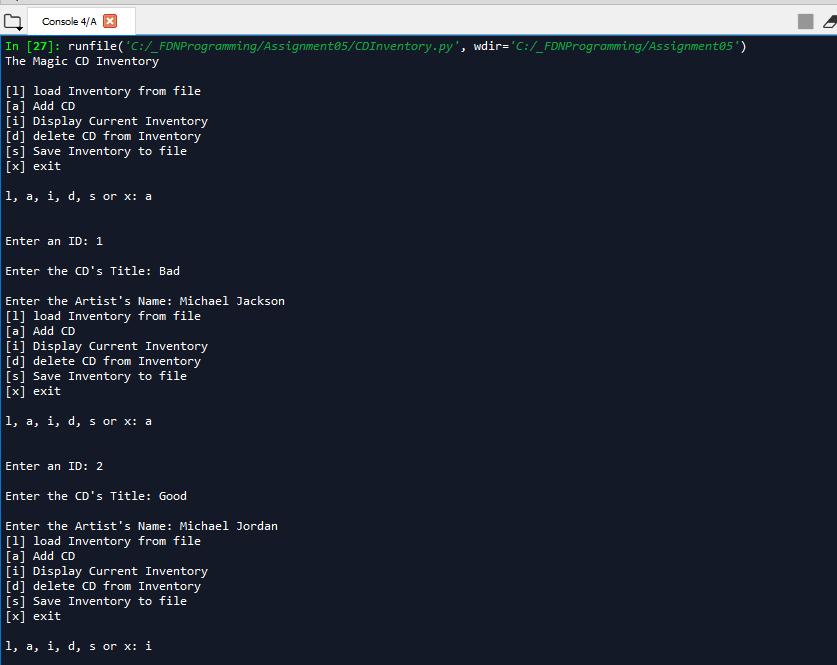 Console 4/A
In [27]: runfile('C:/_FDNProgramming/Assignment05/CDInventory.py', wdir='C:/_FDNProgramming/Assignment05')
The Magic CD Inventory
[l] load Inventory from file
[a] Add CD
[i] Display Current Inventory
[d] delete CD from Inventory
[s] Save Inventory to file
[x] exit
l, a, i, d, s or x: a
Enter an ID: 1
Enter the CD's Title: Bad
Enter the Artist's Name: Michael Jackson
[l] load Inventory from file
[a] Add CD
[i] Display Current Inventory
[d] delete CD from Inventory
[s] Save Inventory to file
[x] exit
l, a, i, d, s or x: a
Enter an ID: 2
Enter the CD's Title: Good
Enter the Artist's Name: Michael Jordan
[l] load Inventory from file
[a] Add CD
[i] Display Current Inventory
[d] delete CD from Inventory
[s] Save Inventory to file
[x] exit
l, a, i, d, s or x: i